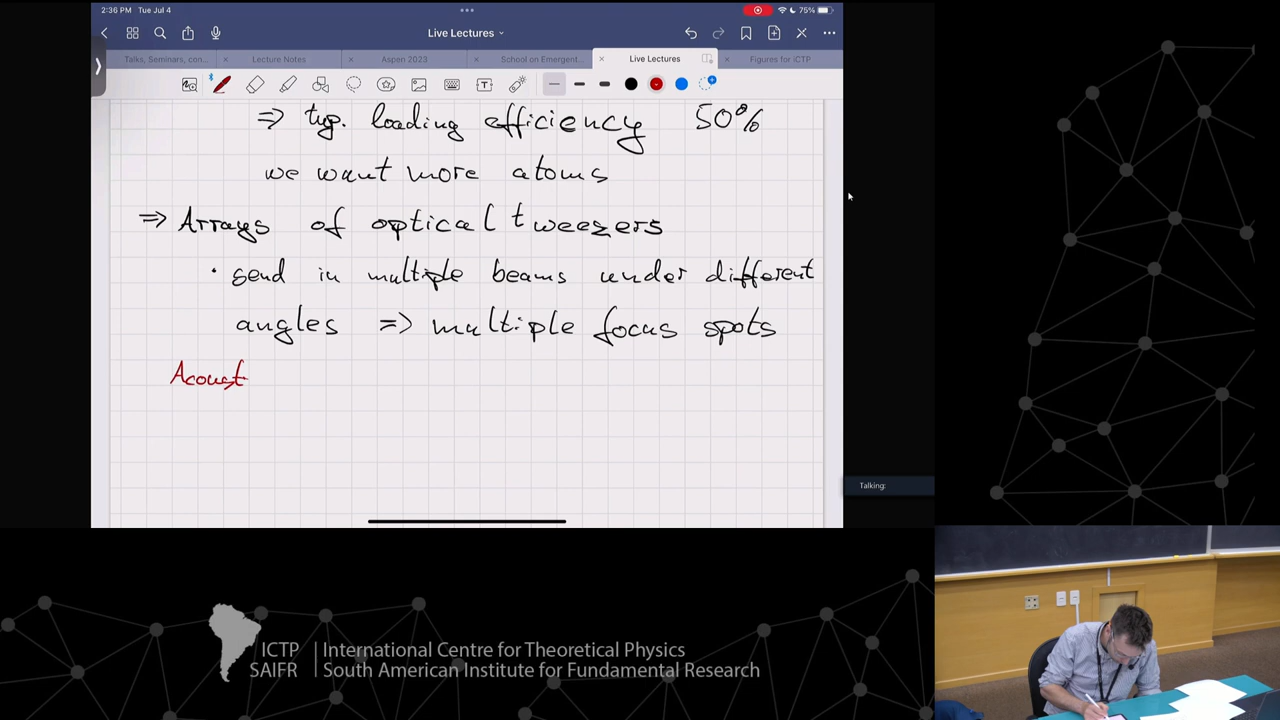 2:36 PM Tue Jul 4
75%
Live Lectures
Talks, Seminars, con...
Lecture Notes
Aspen 2023
School on Emergent...
Live Lectures
Figures for iCTP
=> typ. loading efficiency 50%
we want more atoms
=> Arrays of optical tweezers
· send in multiple beams under different
angles => multiple focus spots
Acoust
Talking:
ICTP
SAIFR
International Centre for Theoretical Physics
South American Institute for Fundamental Research